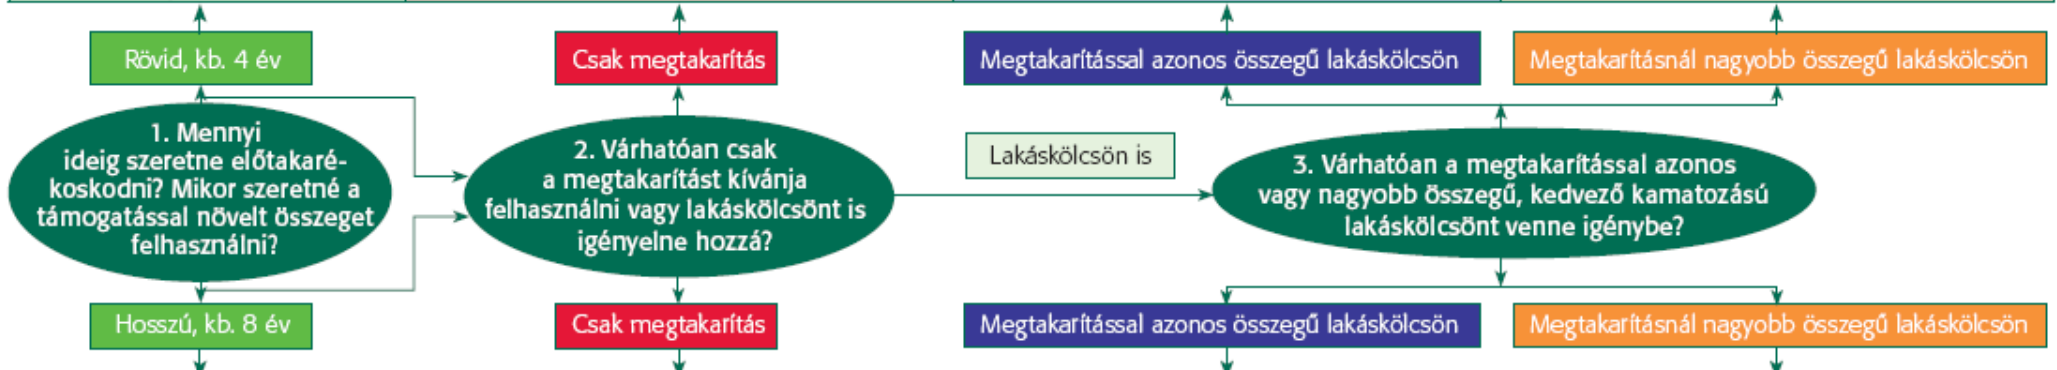 Rövid, kb. 4 év
Csak megtakarítás
Megtakarítással azonos összegű lakáskölcsön
Megtakarításnál nagyobb összegű lakáskölcsön
1. Mennyi
ideig szeretne előtakaré-
koskodni? Mikor szeretné a
támogatással növelt összeget
felhasználni?
2. Várhatóan csak
a megtakarítást kívánja
felhasználni vagy lakáskölcsönt is
igényelne hozzá?
Lakáskölcsön is
3. Várhatóan a megtakarítással azonos
vagy nagyobb összegű, kedvező kamatozású
lakáskölcsönt venne igénybe?
Hosszú, kb. 8 év
Csak megtakarítás
Megtakarítással azonos összegű lakáskölcsön
Megtakarításnál nagyobb összegű lakáskölcsön